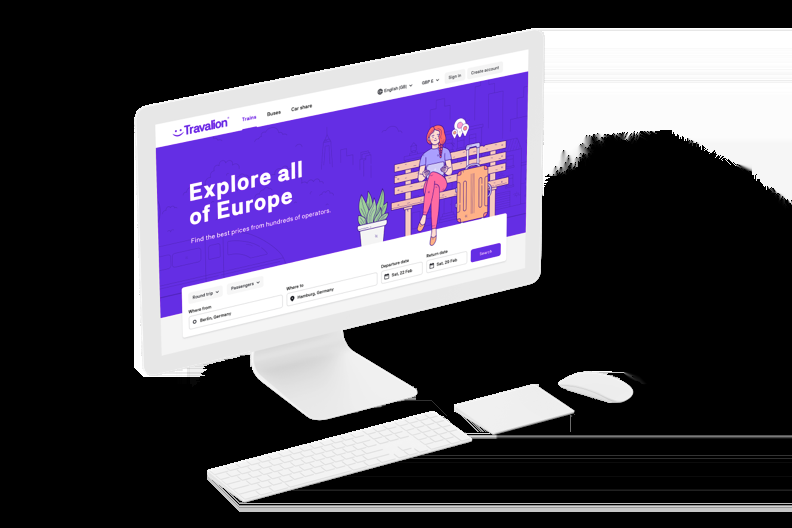 Travalion™
Trains
Buses
Car share
English (GB)
GBP £
Sign in
Create account
Explore all
of Europe
Find the best prices from hundreds of operators.
Round trip
Passengers
Where from
Berlin, Germany
Where to
Hamburg, Germany
Departure date
Sat, 22 Feb
Return date
Sat, 29 Feb
Search